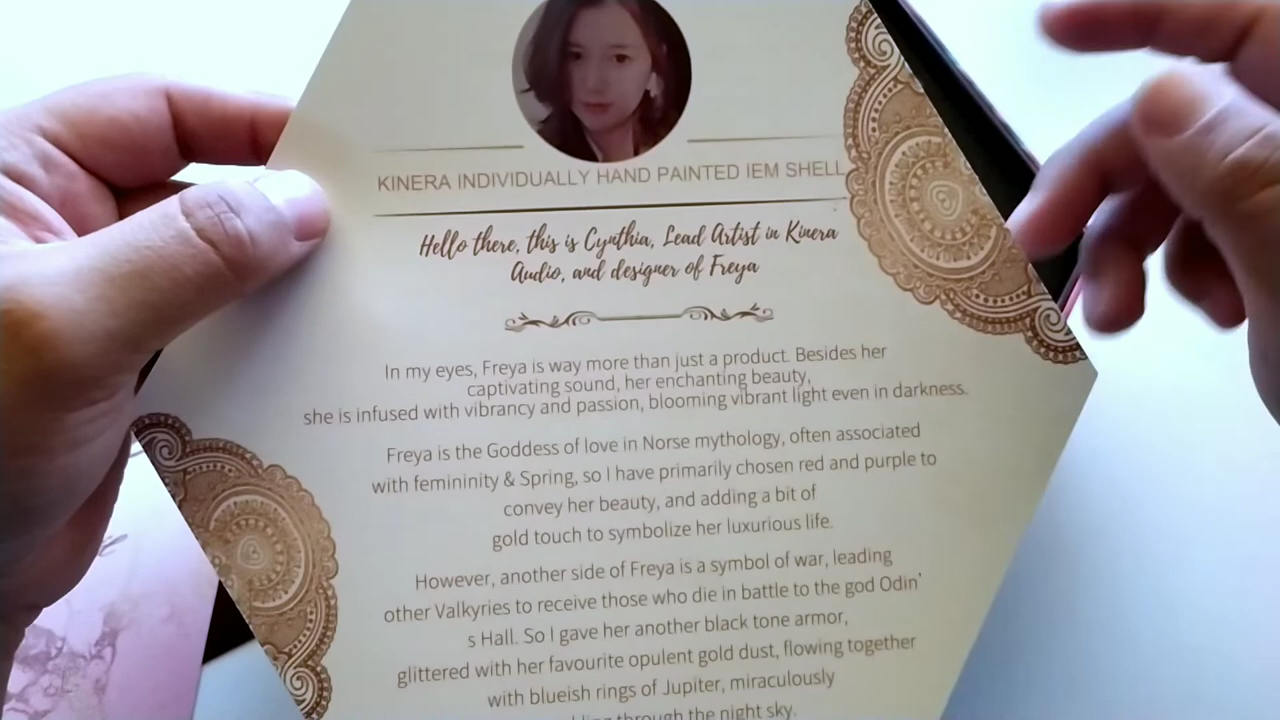 KINERA INDIVIDUALLY HAND PAINTED IEM SHELL
Hello there, this is Cynthia, Lead Artist in Kinera
Audio, and designer of Freya
In my eyes, Freya is way more than just a product. Besides her
captivating sound, her enchanting beauty,
she is infused with vibrancy and passion, blooming vibrant light even in darkness.
Freya is the Goddess of love in Norse mythology, often associated
with femininity & Spring, so I have primarily chosen red and purple to
convey her beauty, and adding a bit of
gold touch to symbolize her luxurious life.
However, another side of Freya is a symbol of war, leading
other Valkyries to receive those who die in battle to the god Odin'
s Hall. So I gave her another black tone armor,
glittered with her favourite opulent gold dust, flowing together
with blueish rings of Jupiter, miraculously
through the night sky.